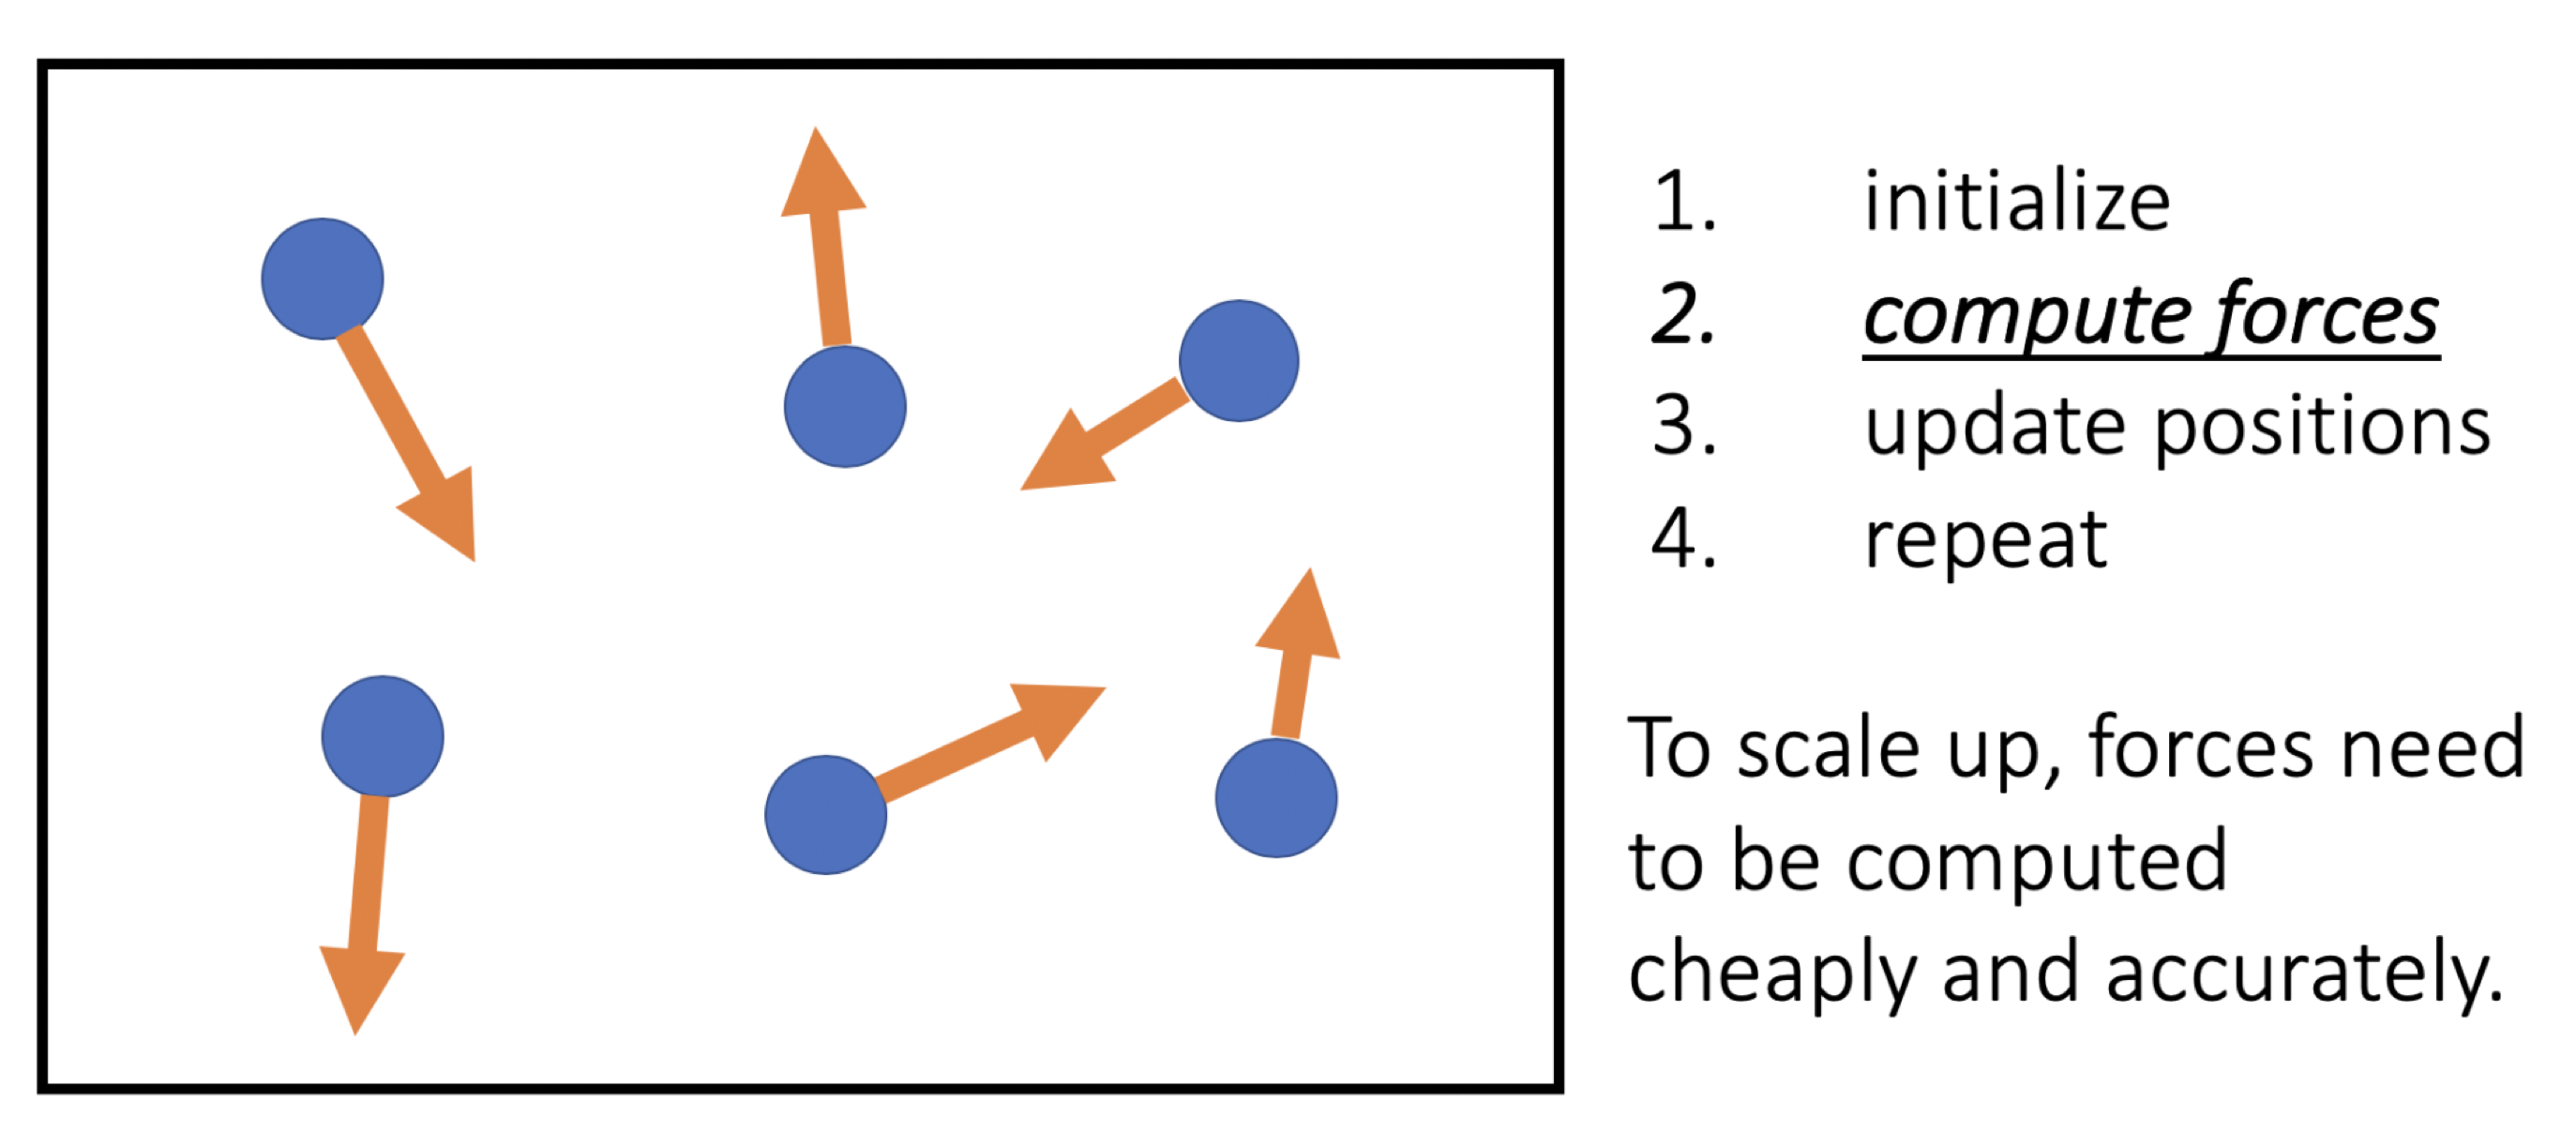 1. initialize
2. compute forces
3. update positions
4. repeat
To scale up, forces need
to be computed
cheaply and accurately.